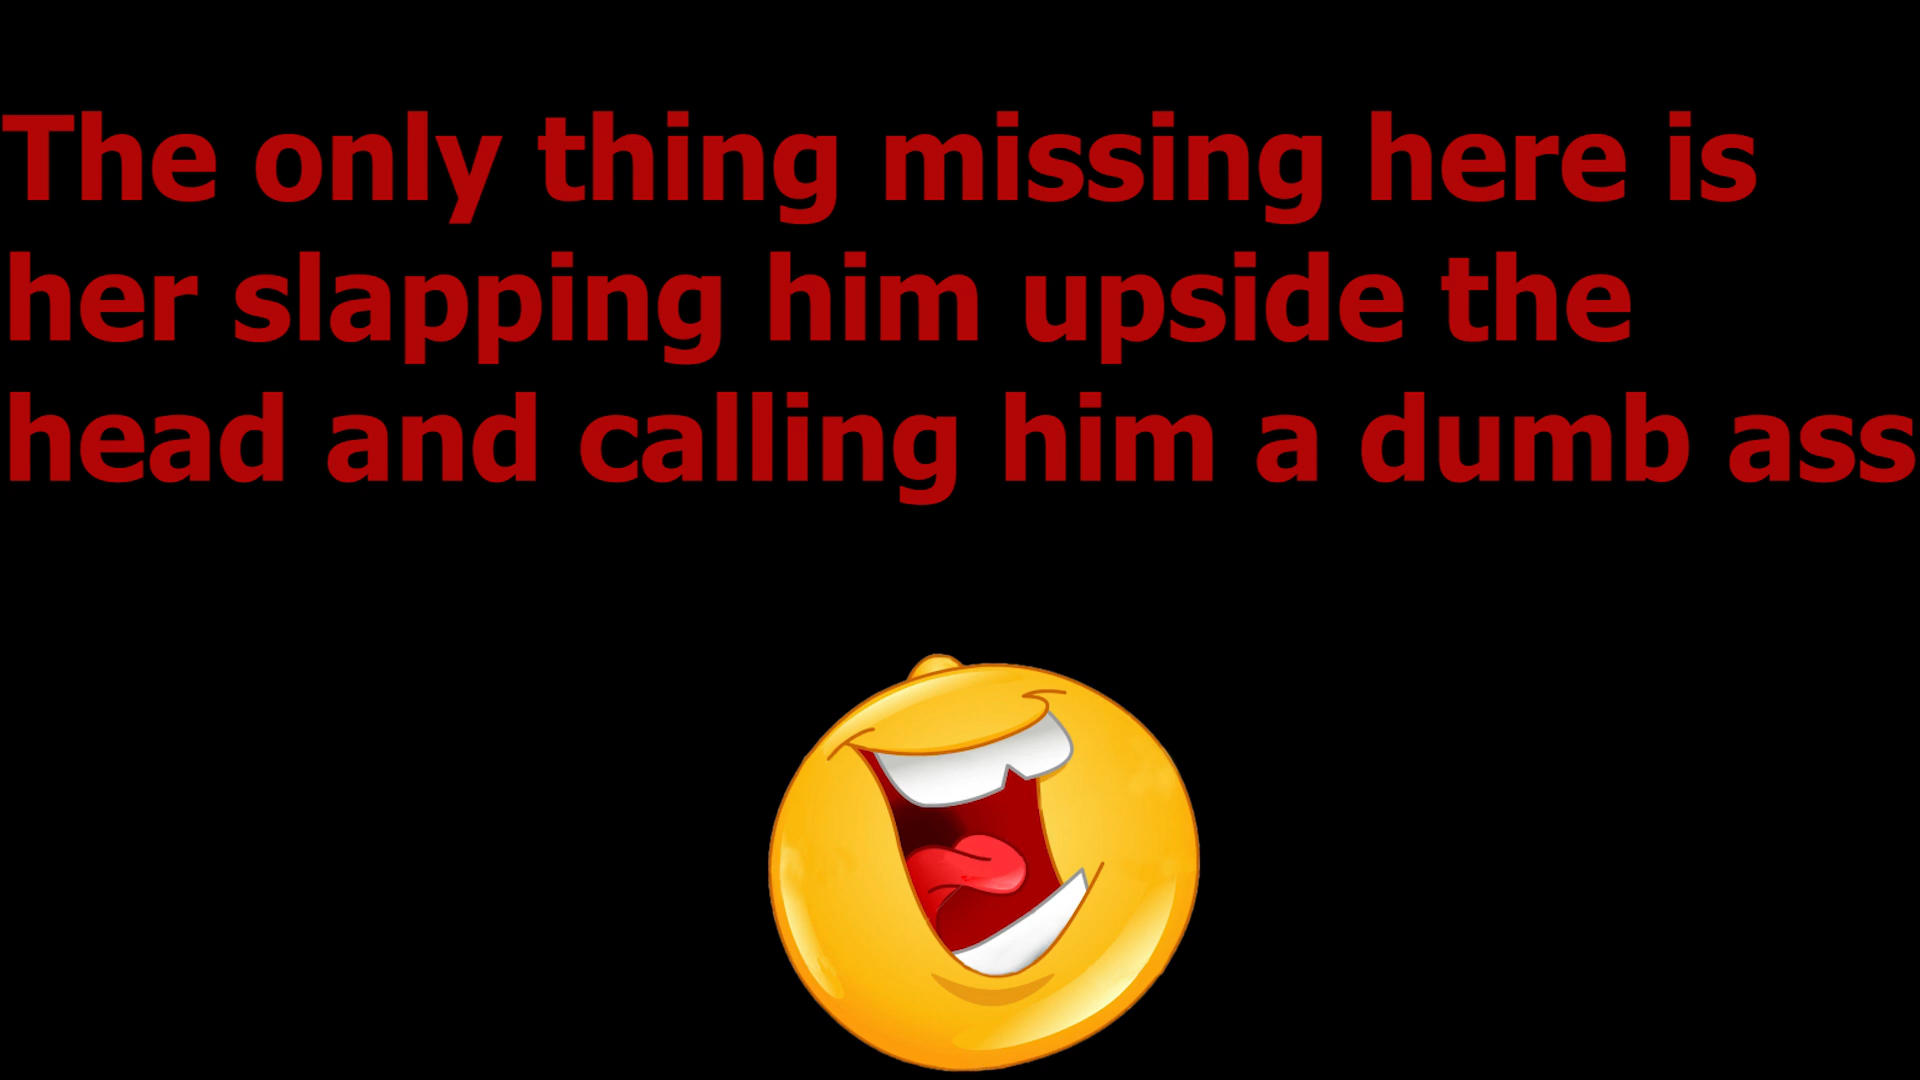 The only thing missing here is
her slapping him upside the
head and calling him a dumb ass